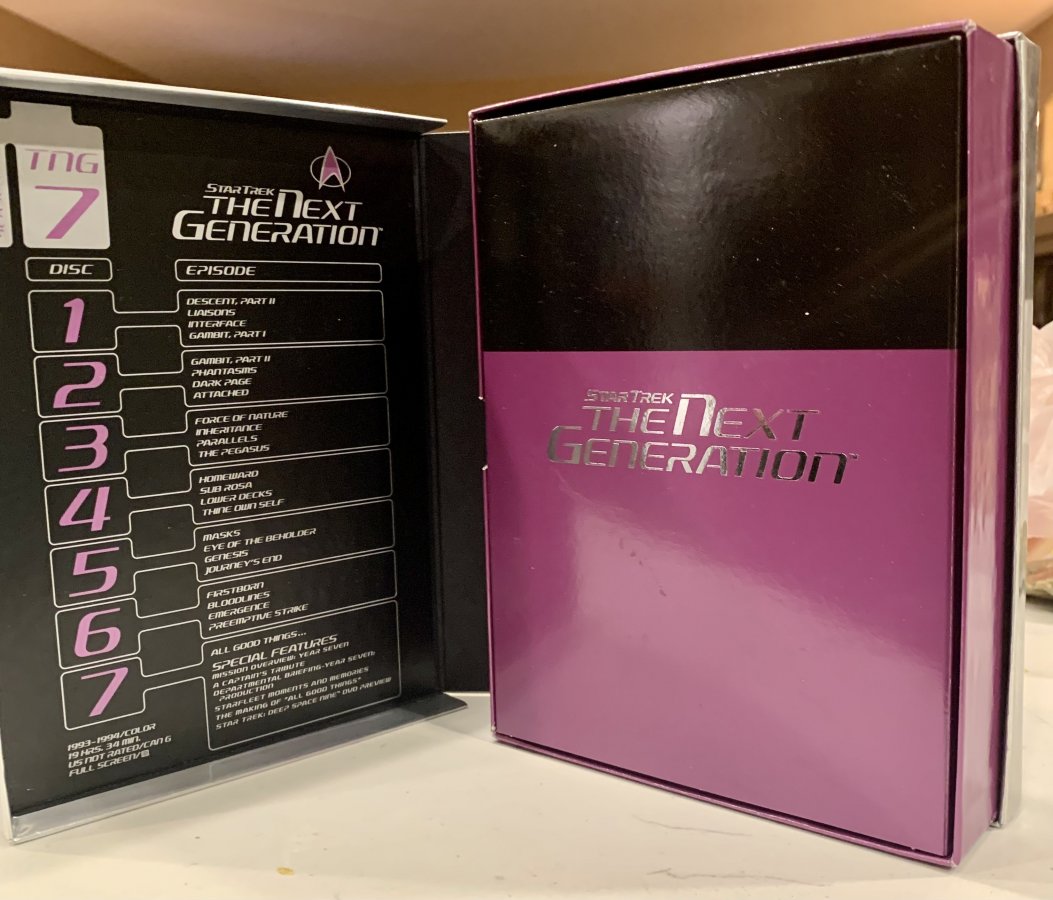 TNG
7
STAR TREK
THE NEXT
GENERATION™
DISC
EPISODE
1
DESCENT, PART II
LIAISONS
INTERFACE
GAMBIT, PART I
2
GAMBIT, PART II
PHANTASMS
DARK PAGE
ATTACHED
3
FORCE OF NATURE
INHERITANCE
PARALLELS
THE PEGASUS
4
HOMEWARD
SUB ROSA
LOWER DECKS
THINE OWN SELF
5
MASKS
EYE OF THE BEHOLDER
GENESIS
JOURNEY'S END
6
FIRSTBORN
BLOODLINES
EMERGENCE
PREEMPTIVE STRIKE
7
ALL GOOD THINGS...
SPECIAL FEATURES
MISSION OVERVIEW: YEAR SEVEN
A CAPTAIN'S TRIBUTE
DEPARTMENTAL BRIEFING-YEAR SEVEN:
PRODUCTION
STARFLEET MOMENTS AND MEMORIES
THE MAKING OF "ALL GOOD THINGS"
STAR TREK: DEEP SPACE NINE" DVD PREVIEW
1993-1994/COLOR
19 HRS, 34 MIN.
US NOT RATED/CAN G
FULL SCREEN/
STAR TREK
THE NEXT
GENERATION™